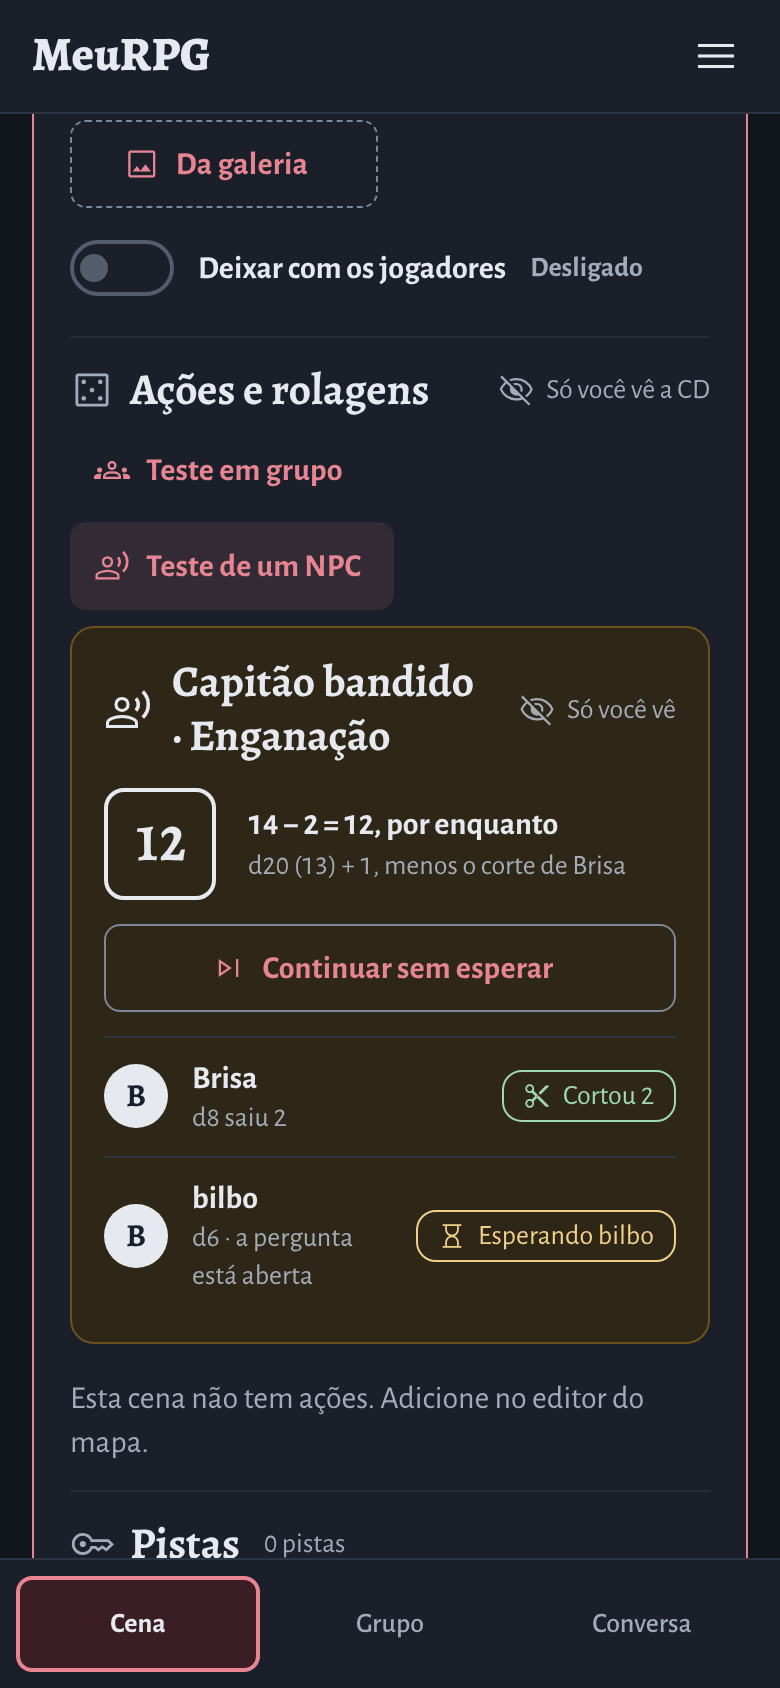 MeuRPG
Da galeria
Deixar com os jogadores Desligado
Ações e rolagens Só você vê a CD
Teste em grupo
Teste de um NPC
Capitão bandido
· Enganação
Só você vê
12
14 – 2 = 12, por enquanto
d20 (13) + 1, menos o corte de Brisa
Continuar sem esperar
B
Brisa
d8 saiu 2
Cortou 2
B
bilbo
d6 · a pergunta
está aberta
Esperando bilbo
Esta cena não tem ações. Adicione no editor do
mapa.
Pistas 0 pistas
Cena Grupo Conversa